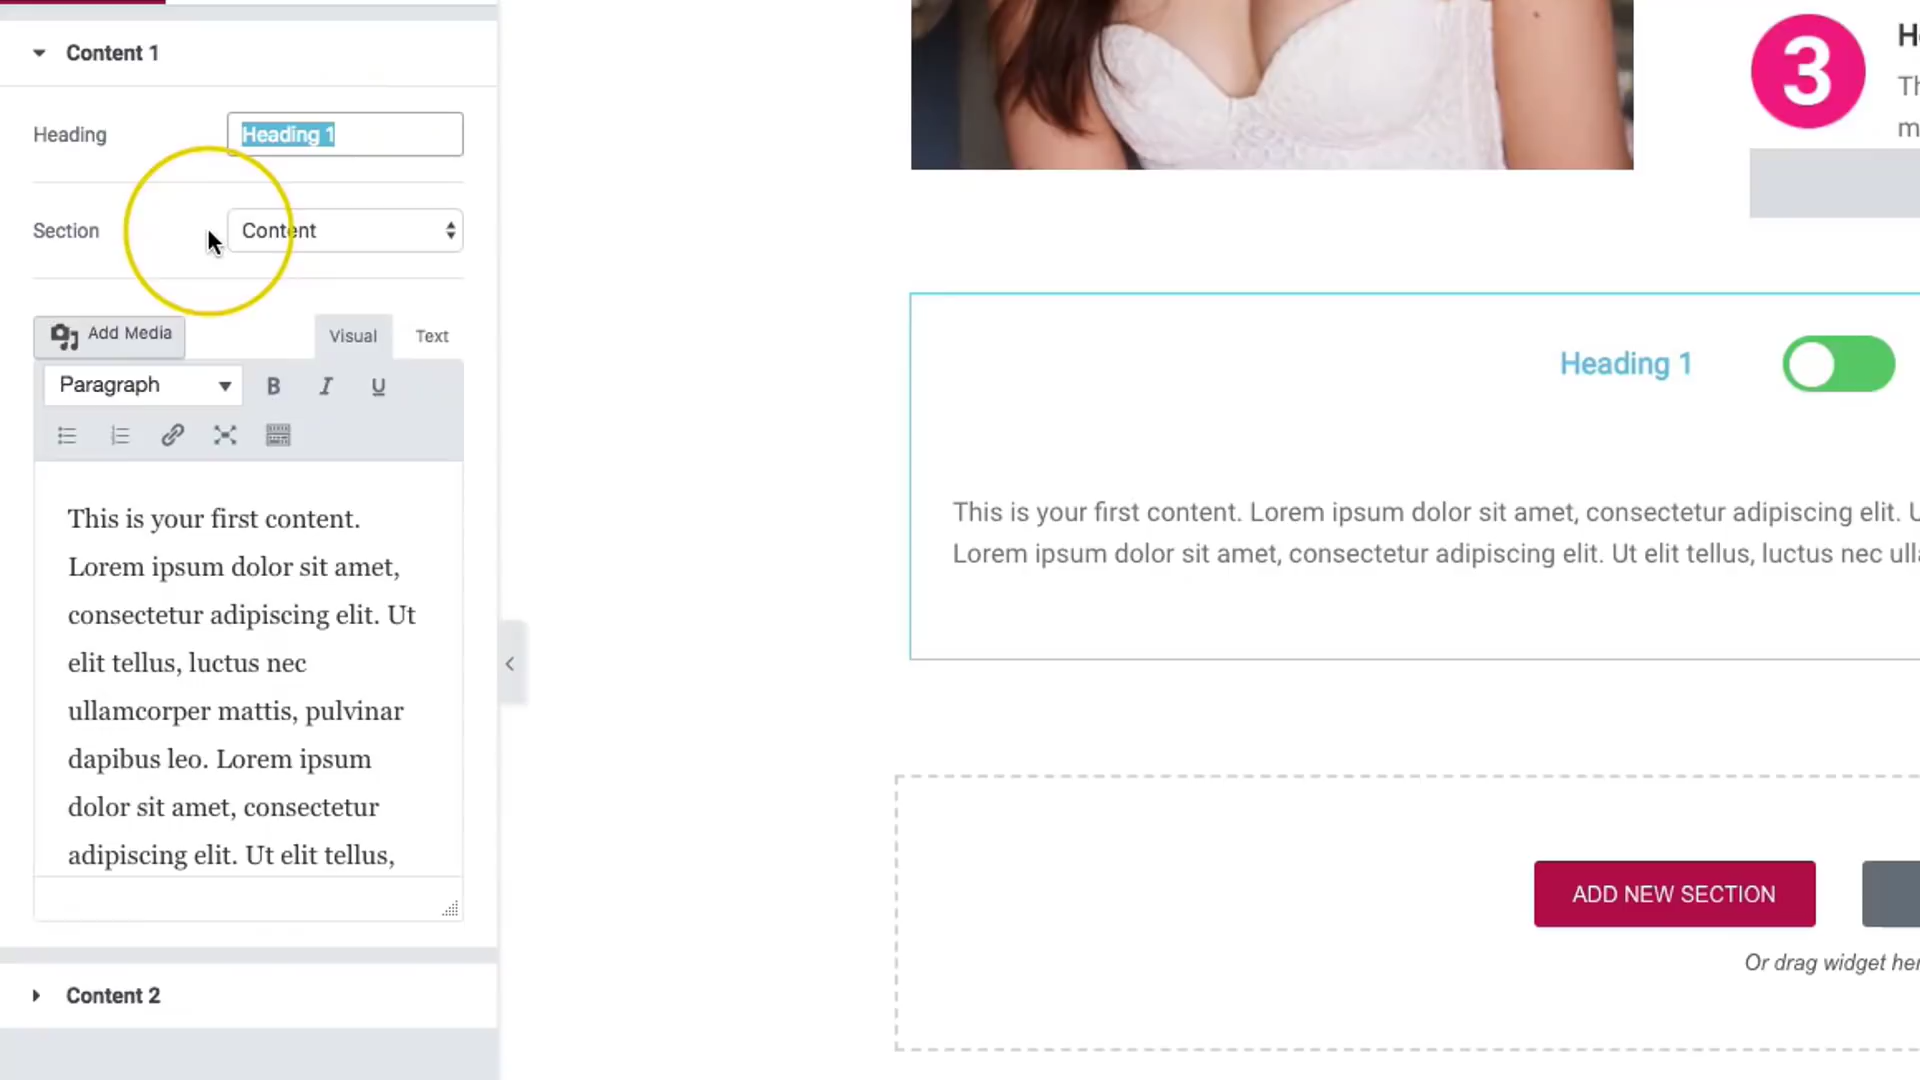 Content 1
Heading
Heading 1
Section
Content
Add Media
Visual
Text
Paragraph
B
I
U
This is your first content.
Lorem ipsum dolor sit amet,
consectetur adipiscing elit. Ut
elit tellus, luctus nec
ullamcorper mattis, pulvinar
dapibus leo. Lorem ipsum
dolor sit amet, consectetur
adipiscing elit. Ut elit tellus,
Content 2
3
Heading 1
This is your first content. Lorem ipsum dolor sit amet, consectetur adipiscing elit.
Lorem ipsum dolor sit amet, consectetur adipiscing elit. Ut elit tellus, luctus nec
ADD NEW SECTION
Or drag widget